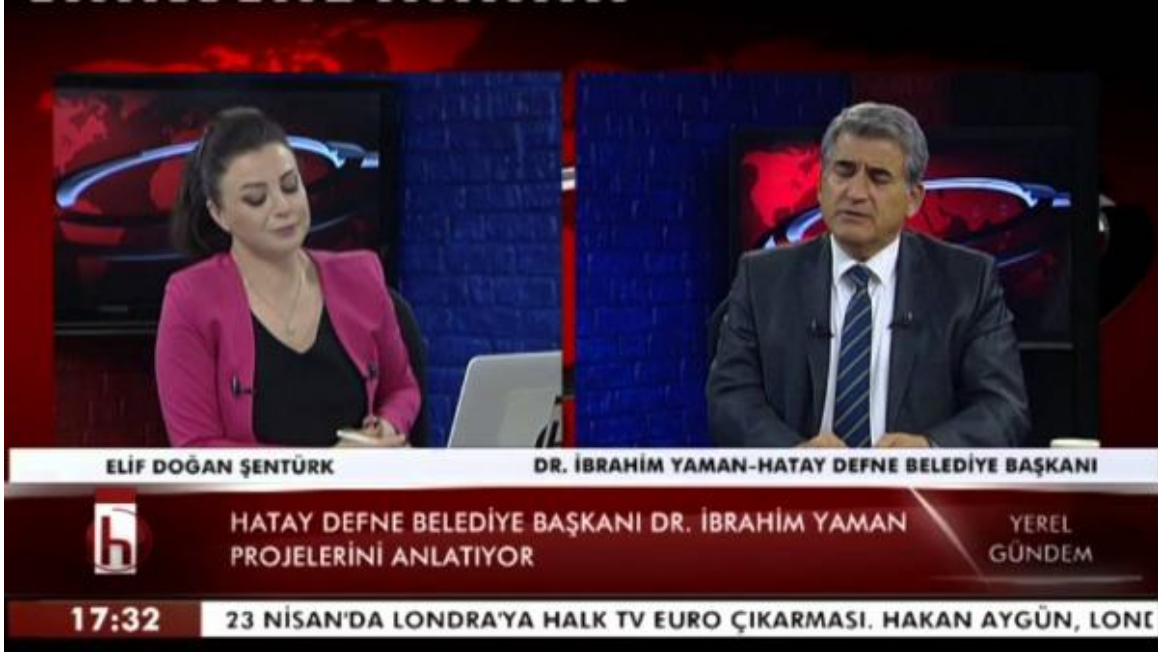 ELİF DOĞAN ŞENTÜRK
DR. İBRAHİM YAMAN-HATAY DEFNE BELEDİYE BAŞKANI
h
HATAY DEFNE BELEDİYE BAŞKANI DR. İBRAHİM YAMAN
PROJELERİNİ ANLATIYOR
YEREL
GÜNDEM
17:32
23 NİSAN'DA LONDRA'YA HALK TV EURO ÇIKARMASI. HAKAN AYGÜN, LOND